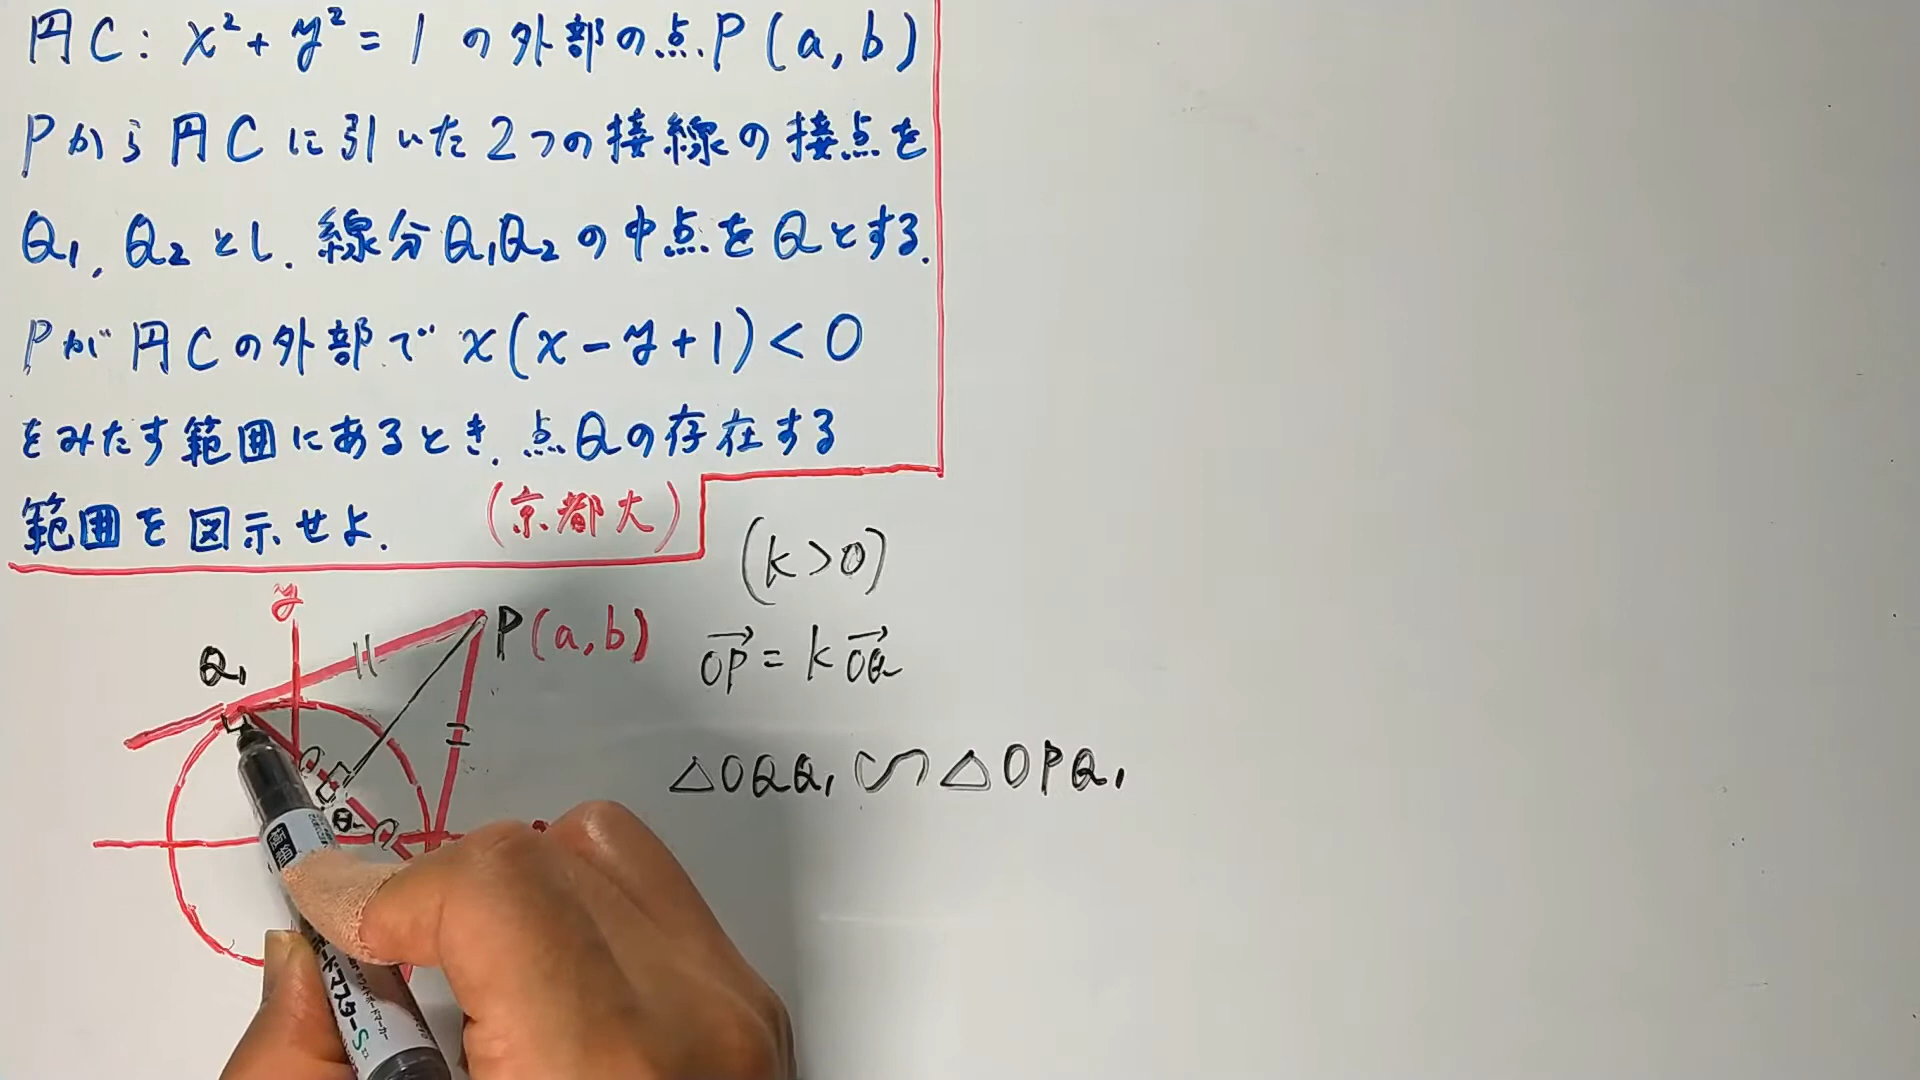 円C: x²+y²=1 の外部の点P(a,b)
Pから円Cに引いた2つの接線の接点を
Q₁, Q₂とし. 線分Q₁Q₂の中点をQとする.
Pが円Cの外部で x(x-y+1)<0
をみたす範囲にあるとき. 点Qの存在する
範囲を図示せよ. (京都大)
(k>0)
y
P(a,b)
Q₁
OP→=kOQ→
△OQQ₁∽△OPQ₁
Q